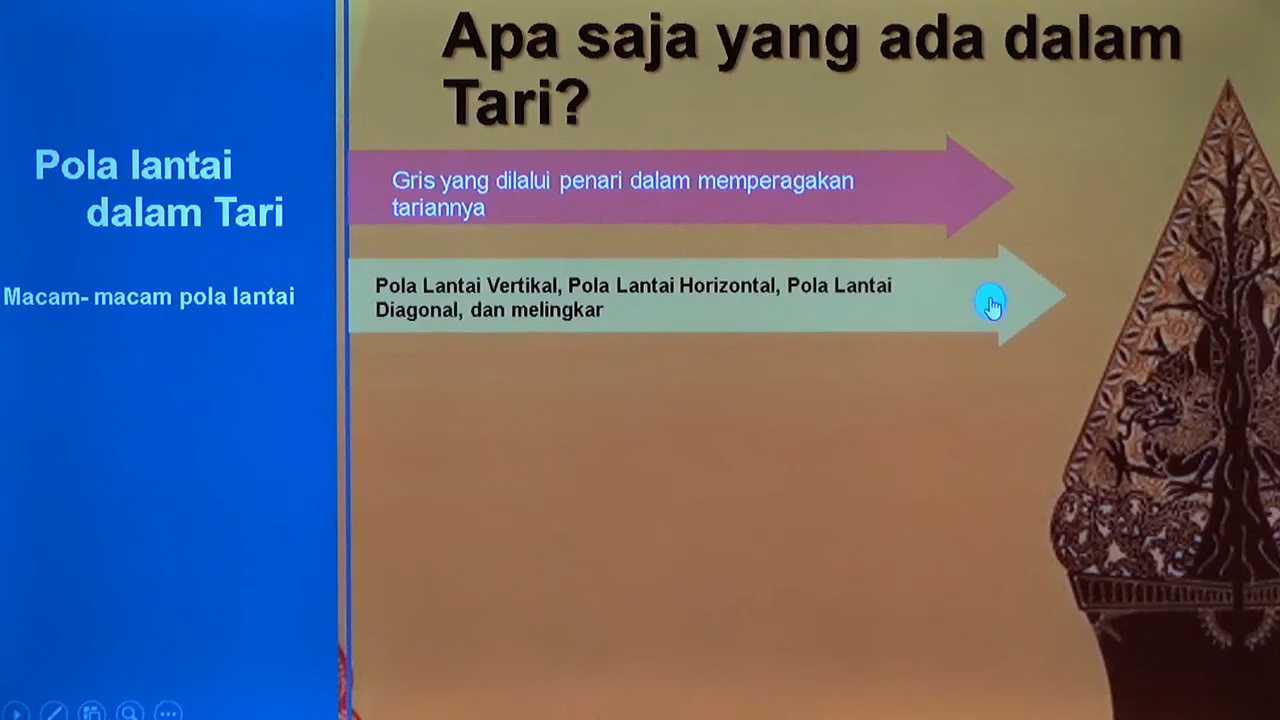 Apa saja yang ada dalam
Tari?
Pola lantai
dalam Tari
Gris yang dilalui penari dalam memperagakan
tariannya
Macam- macam pola lantai
Pola Lantai Vertikal, Pola Lantai Horizontal, Pola Lantai
Diagonal, dan melingkar